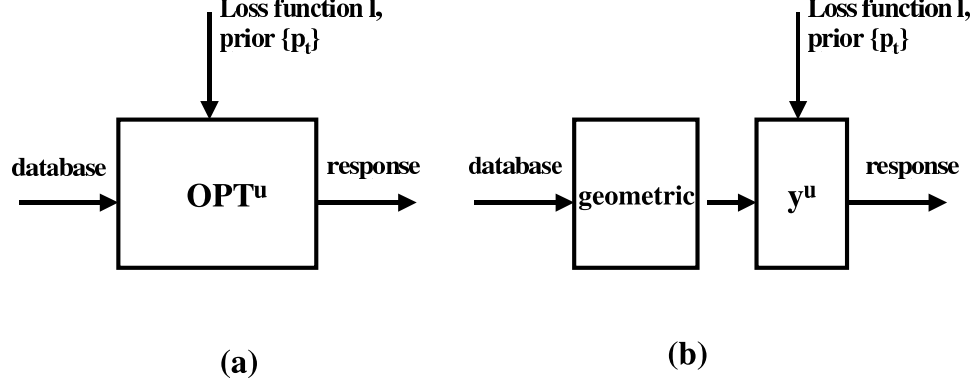 Loss function l,
prior {pₜ}
database
OPTᵘ
response
(a)
Loss function l,
prior {pₜ}
database
geometric
yᵘ
response
(b)